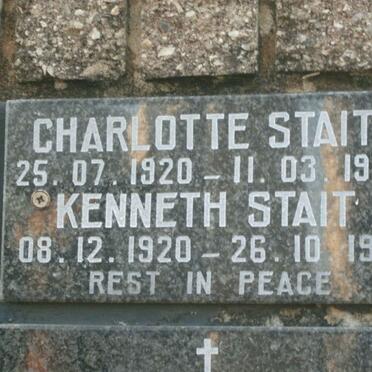 CHARLOTTE STAIT
25. 07. 1920 - 11. 03. 19
KENNETH STAIT
08. 12. 1920 - 26. 10. 19
REST IN PEACE